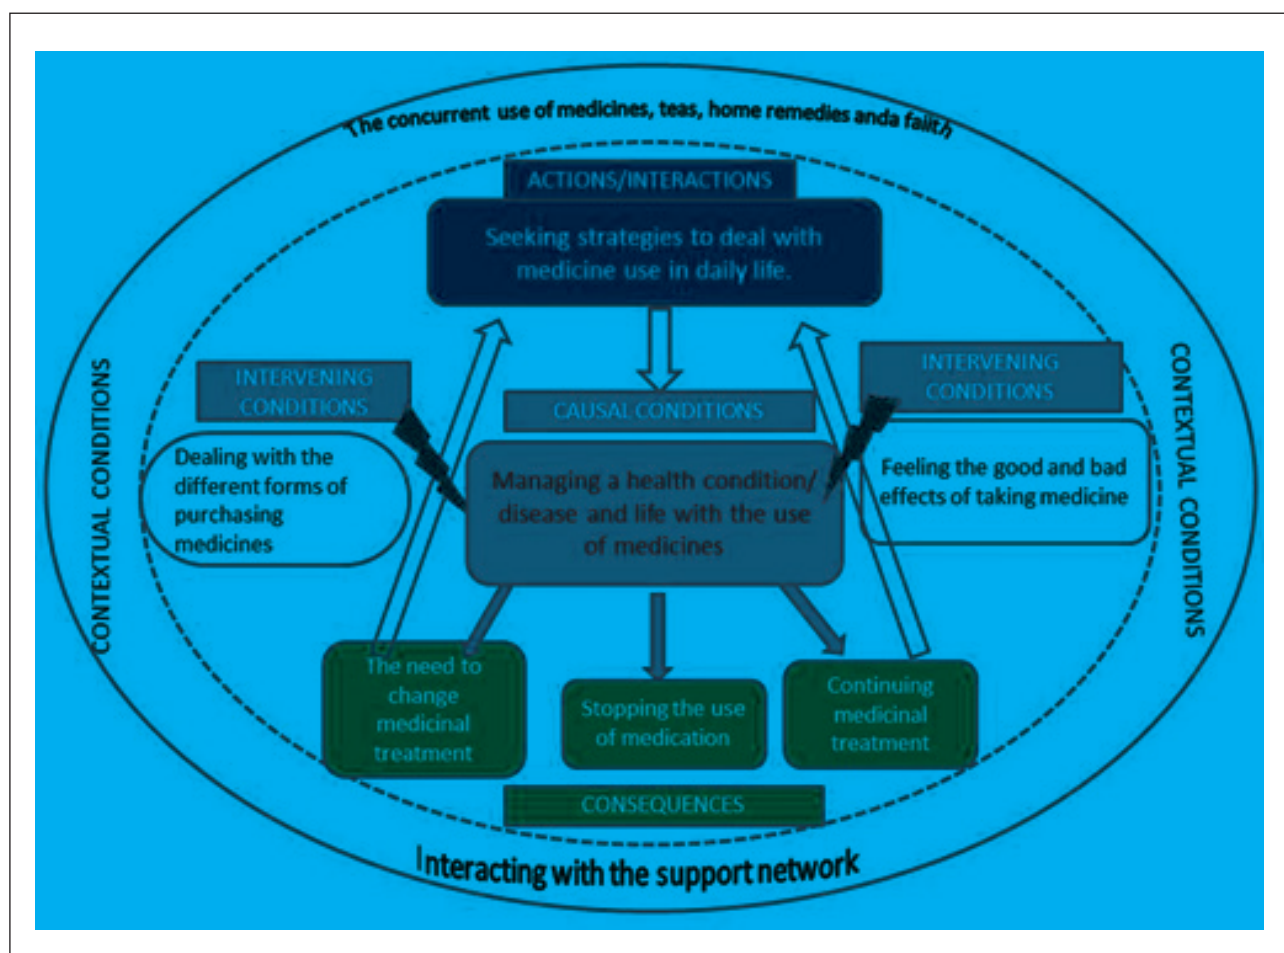 The concurrent use of medicines, teas, home remedies anda faiith
ACTIONS/INTERACTIONS
Seeking strategies to deal with
medicine use in daily life.
CONTEXTUAL CONDITIONS
INTERVENING
CONDITIONS
Dealing with the
different forms of
purchasing
medicines
CAUSAL CONDITIONS
Managing a health condition/
disease and life with the use
of medicines
INTERVENING
CONDITIONS
Feeling the good and bad
effects of taking medicine
CONTEXTUAL CONDITIONS
The need to
change
medicinal
treatment
Stopping the use
of medication
Continuing
medicinal
treatment
CONSEQUENCES
Interacting with the support network